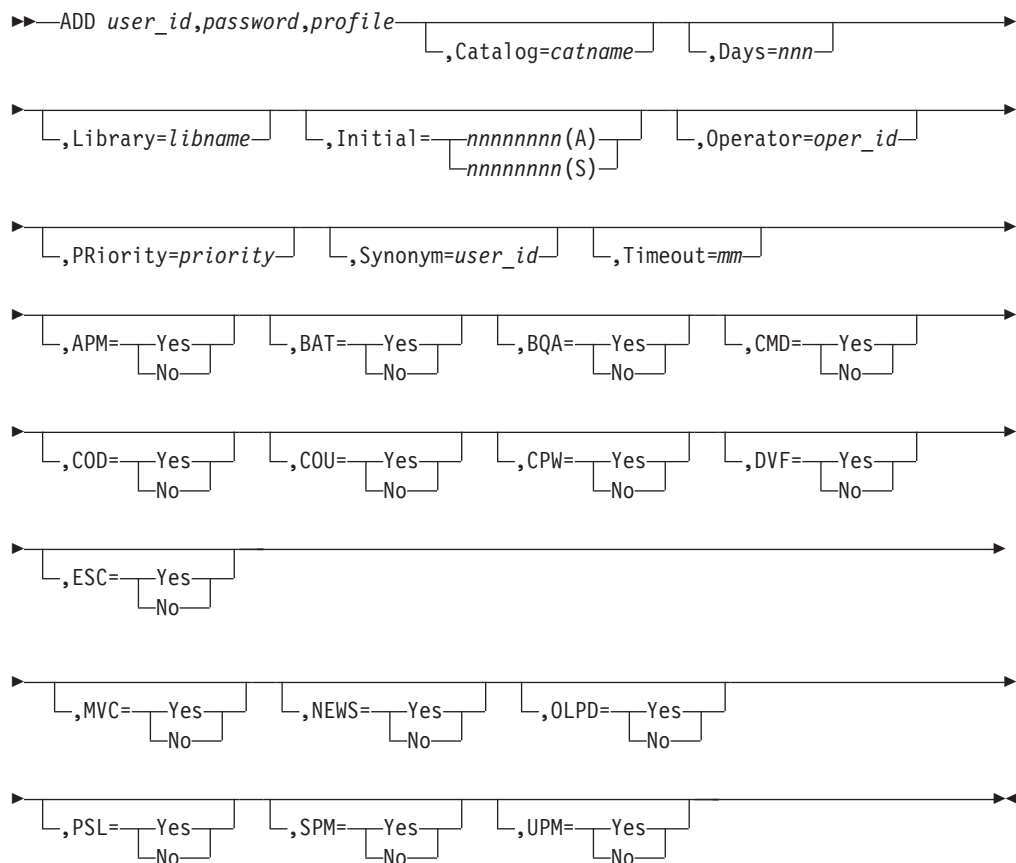 ADD user_id,password,profile
,Catalog=catname ,Days=nnn
,Library=libname ,Initial= nnnnnnnn(A) ,Operator=oper_id
nnnnnnnn(S)
,PRiority=priority ,Synonym=user_id ,Timeout=mm
,APM= Yes ,BAT= Yes ,BQA= Yes ,CMD= Yes
No No No No
,COD= Yes ,COU= Yes ,CPW= Yes ,DVF= Yes
No No No No
,ESC= Yes
No
,MVC= Yes ,NEWS= Yes ,OLPD= Yes
No No No
,PSL= Yes ,SPM= Yes ,UPM= Yes
No No No